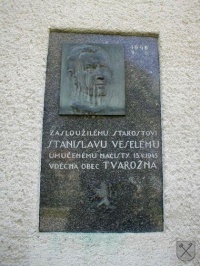 ZASLOUŽILÉMU STAROSTOVI
STANISLAVU VESELÉMU
UMUČENÉMU NACISTY
VDĚČNÁ OBEC TVAROŽNÁ